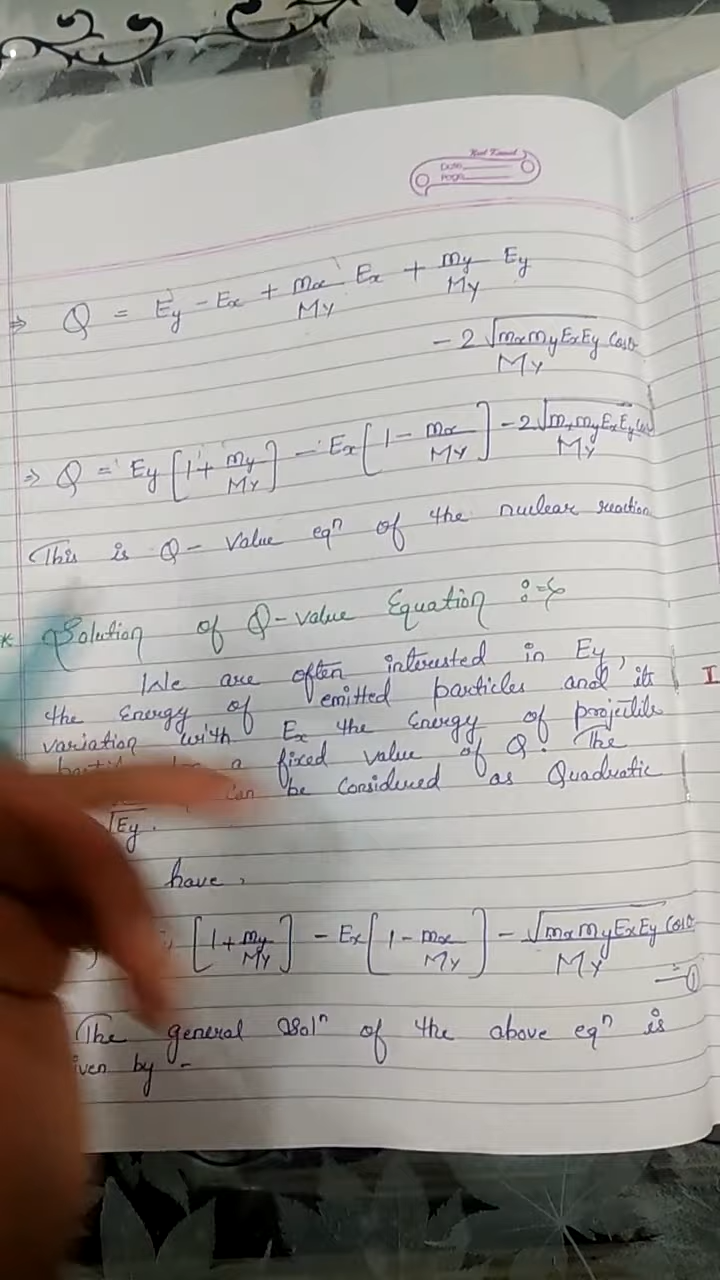 Red Round
Date
Page
⇒ Q = Ey - Ex + mx/MY Ex + my/MY Ey
- 2 √mx my Ex Ey Cosθ / MY
⇒ Q = Ey [1 + my/MY] - Ex [1 - mx/MY] - 2 √mx my Ex Ey Cosθ / MY
This is Q- Value eqn of the nuclear reaction
* Solution of Q-value Equation :-
We are often interested in Ey,
the Energy of emitted particles and its
variation with Ex the Energy of projectile
a fixed value of Q. The
can be Considered as Quadratic
√Ey.
have,
[1 + my/MY] - Ex [1 - mx/MY] - √mx my Ex Ey Cosθ / MY
- ①
The general Soln of the above eqn is
iven by -
I